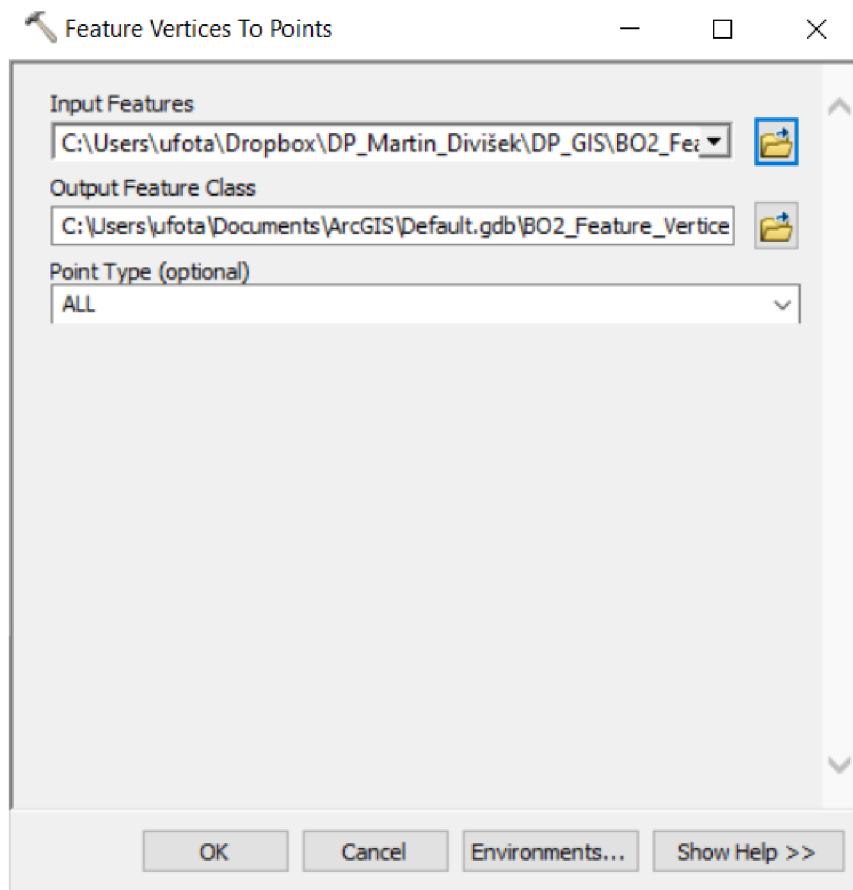 Feature Vertices To Points
Input Features
C:\Users\ufota\Dropbox\DP_Martin_Divišek\DP_GIS\BO2_Fea
Output Feature Class
C:\Users\ufota\Documents\ArcGIS\Default.gdb\BO2_Feature_Vertice
Point Type (optional)
ALL
OK Cancel Environments... Show Help >>